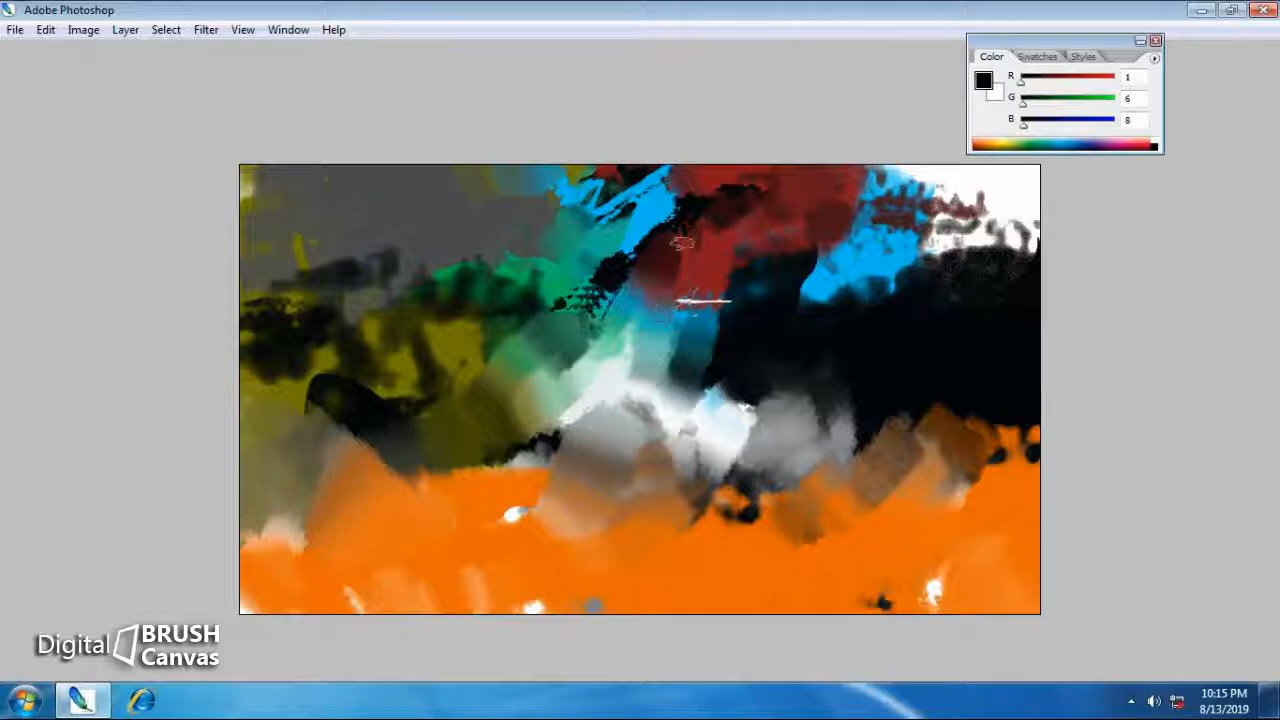 Adobe Photoshop
File Edit Image Layer Select Filter View Window Help
Color Swatches Styles
R 1
G 6
B 8
Digital BRUSH Canvas
10:15 PM
8/13/2019